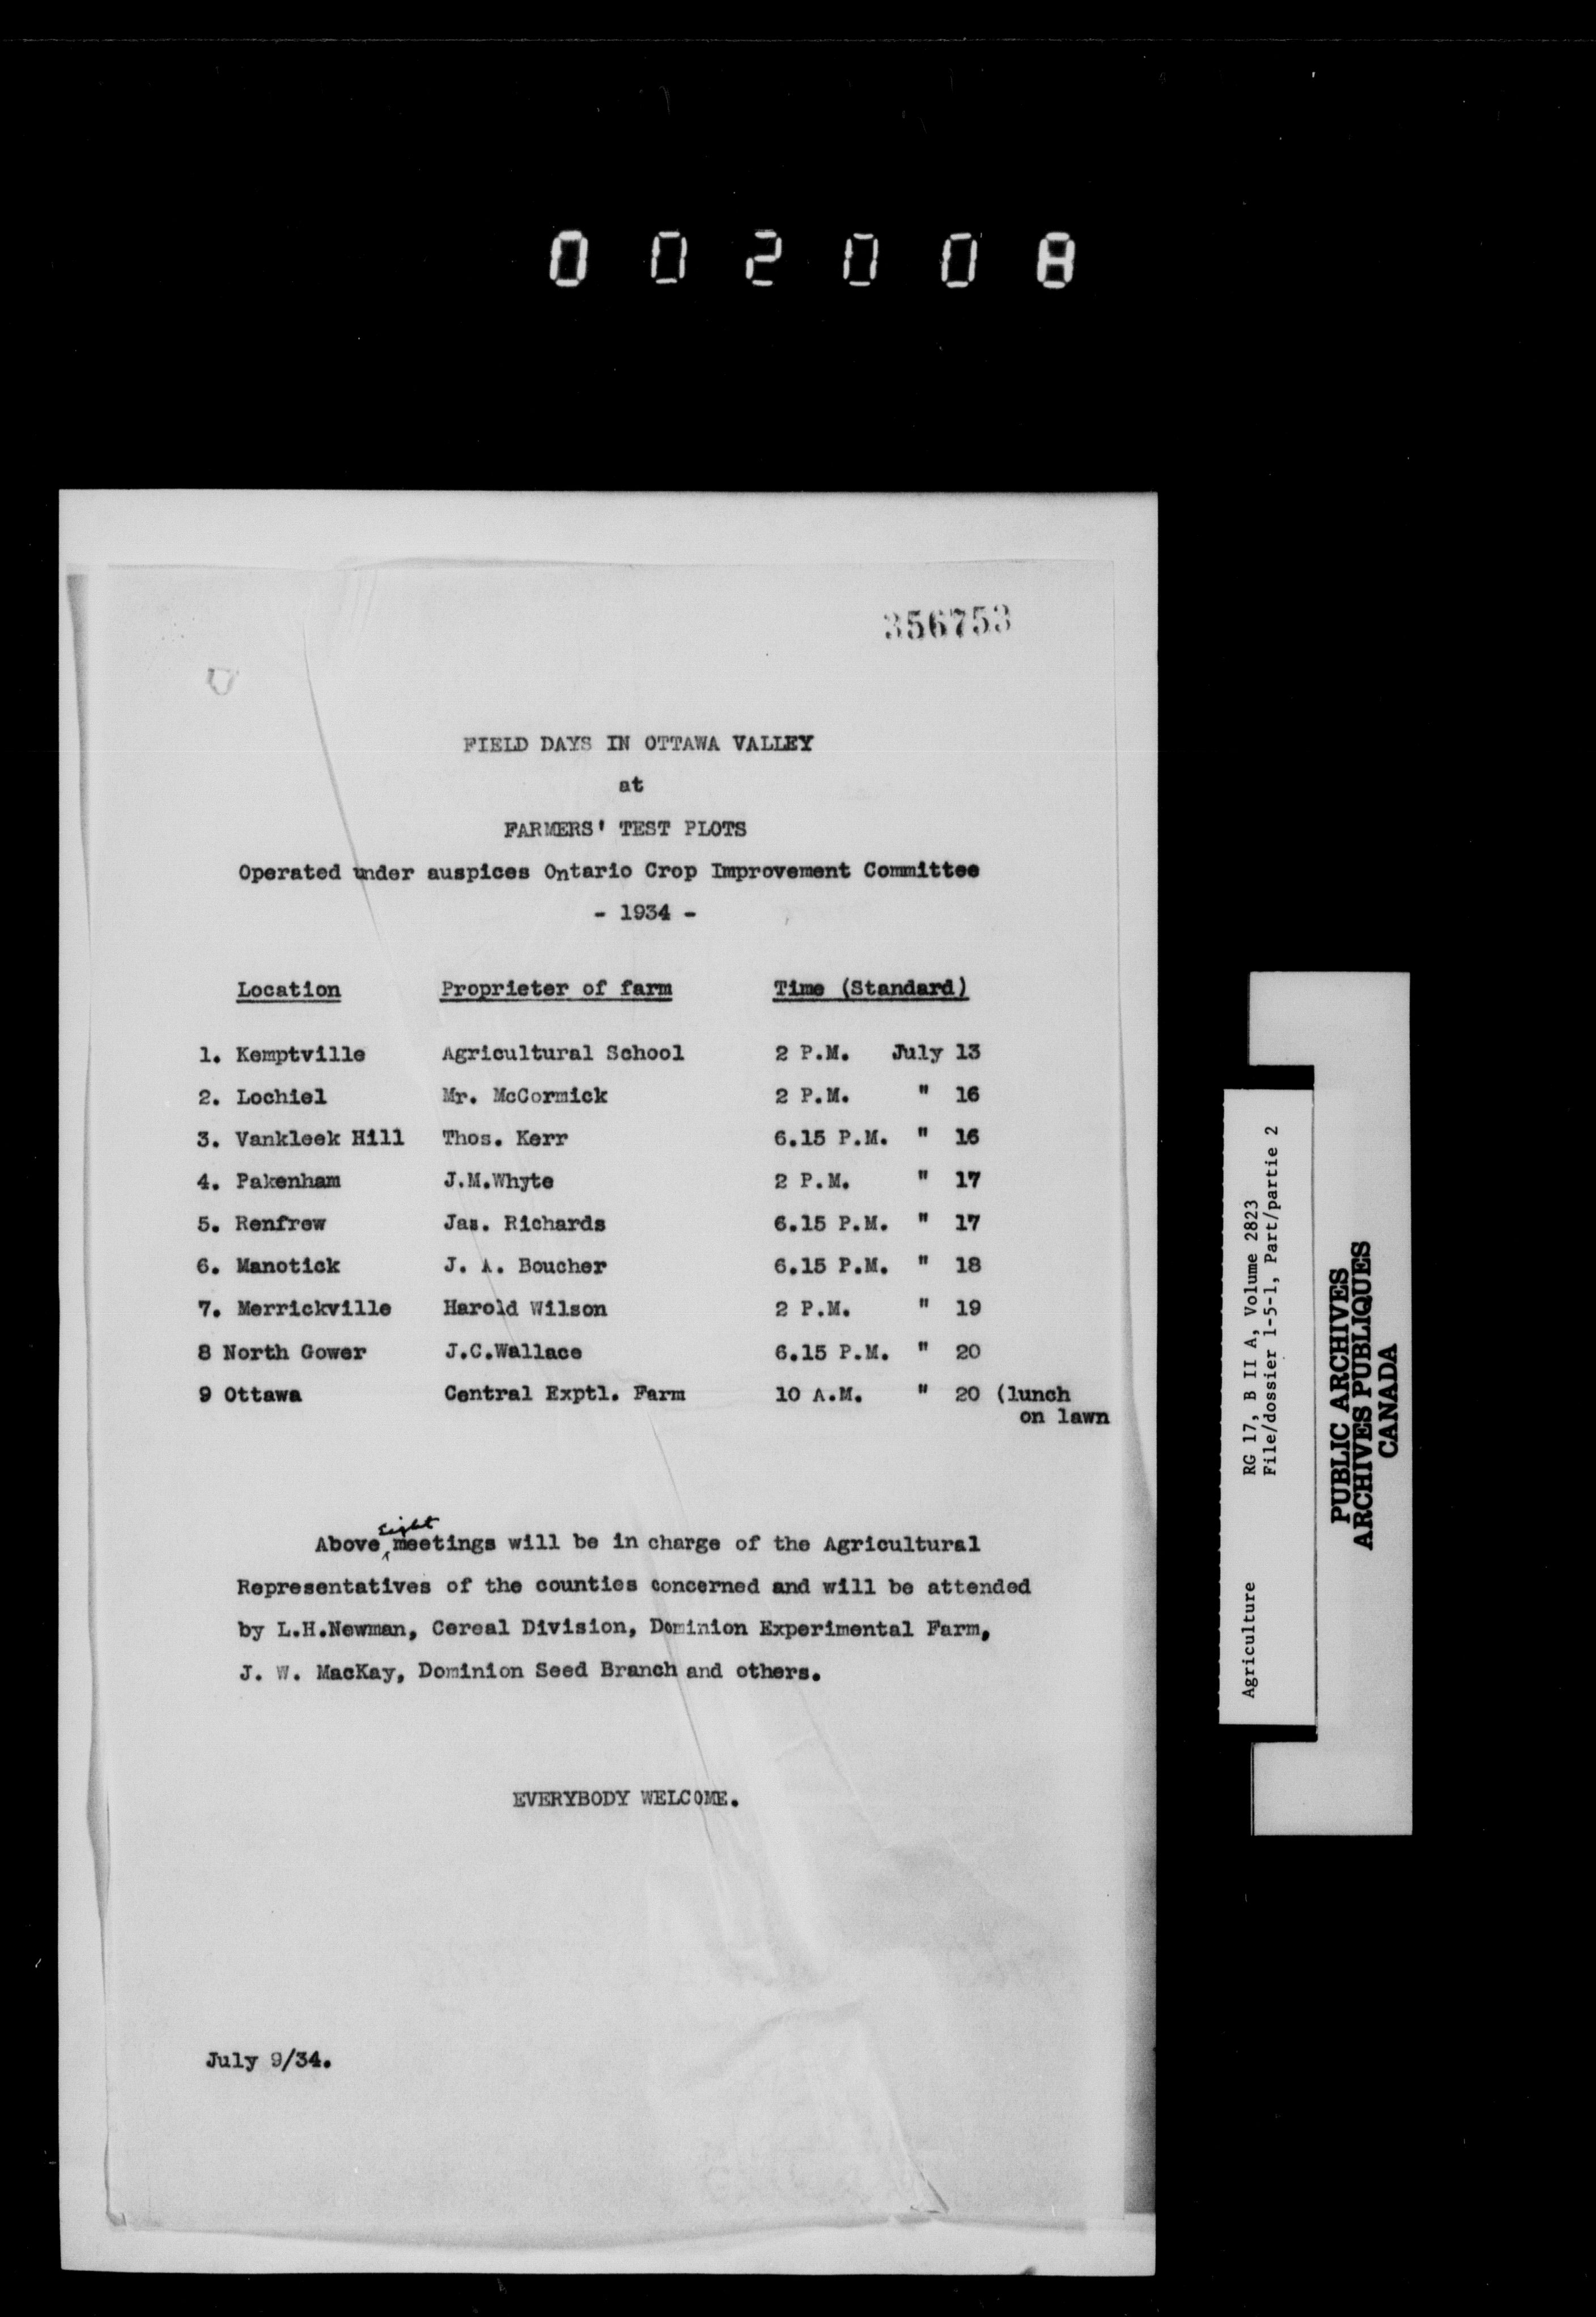 0 0 2 0 0 8
356753
FIELD DAYS IN OTTAWA VALLEY
at
FARMERS' TEST PLOTS
Operated under auspices Ontario Crop Improvement Committee
- 1934 -
Location Proprieter of farm Time (Standard)
1. Kemptville Agricultural School 2 P.M. July 13
2. Lochiel Mr. McCormick 2 P.M. " 16
3. Vankleek Hill Thos. Kerr 6.15 P.M. " 16
4. Pakenham J.M.Whyte 2 P.M. " 17
5. Renfrew Jas. Richards 6.15 P.M. " 17
6. Manotick J. A. Boucher 6.15 P.M. " 18
7. Merrickville Harold Wilson 2 P.M. " 19
8 North Gower J.C.Wallace 6.15 P.M. " 20
9 Ottawa Central Exptl. Farm 10 A.M. " 20 (lunch
on lawn
Above eight meetings will be in charge of the Agricultural
Representatives of the counties concerned and will be attended
by L.H.Newman, Cereal Division, Dominion Experimental Farm,
J. W. MacKay, Dominion Seed Branch and others.
EVERYBODY WELCOME.
July 9/34.
Agriculture RG 17, B II A, Volume 2823
File/dossier 1-5-1, Part/partie 2
PUBLIC ARCHIVES
ARCHIVES PUBLIQUES
CANADA